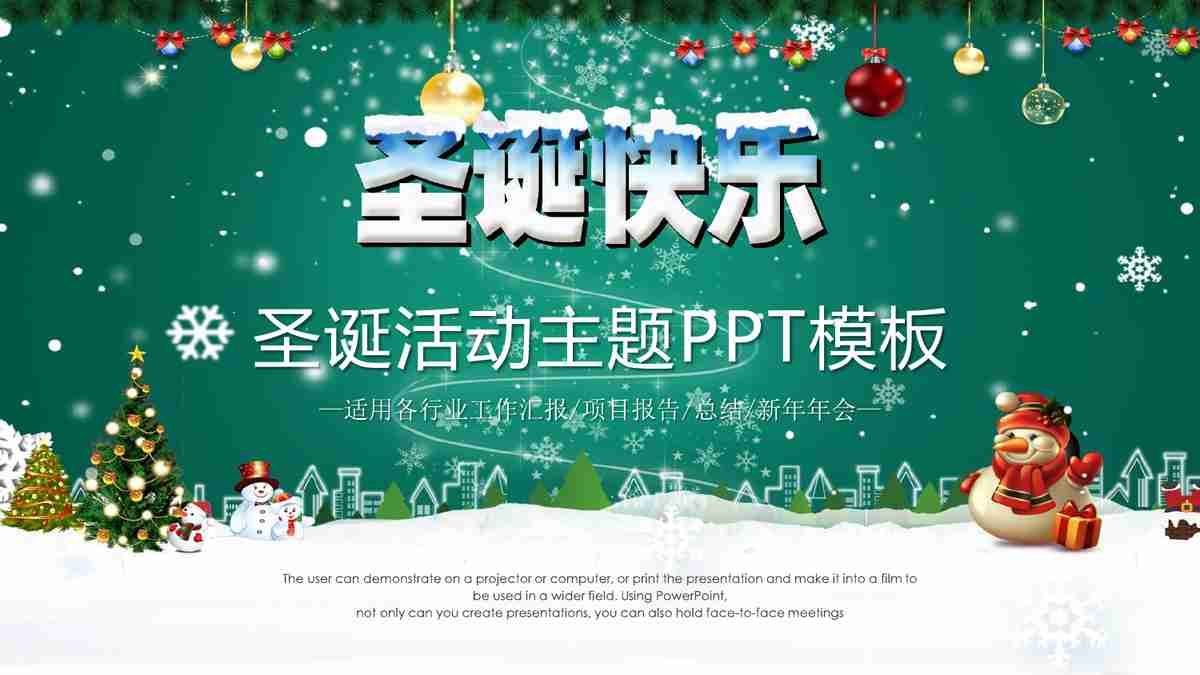 圣诞快乐
圣诞活动主题PPT模板
—适用各行业工作汇报/项目报告/总结/新年年会—
The user can demonstrate on a projector or computer, or print the presentation and make it into a film to
be used in a wider field. Using PowerPoint,
not only can you create presentations, you can also hold face-to-face meetings